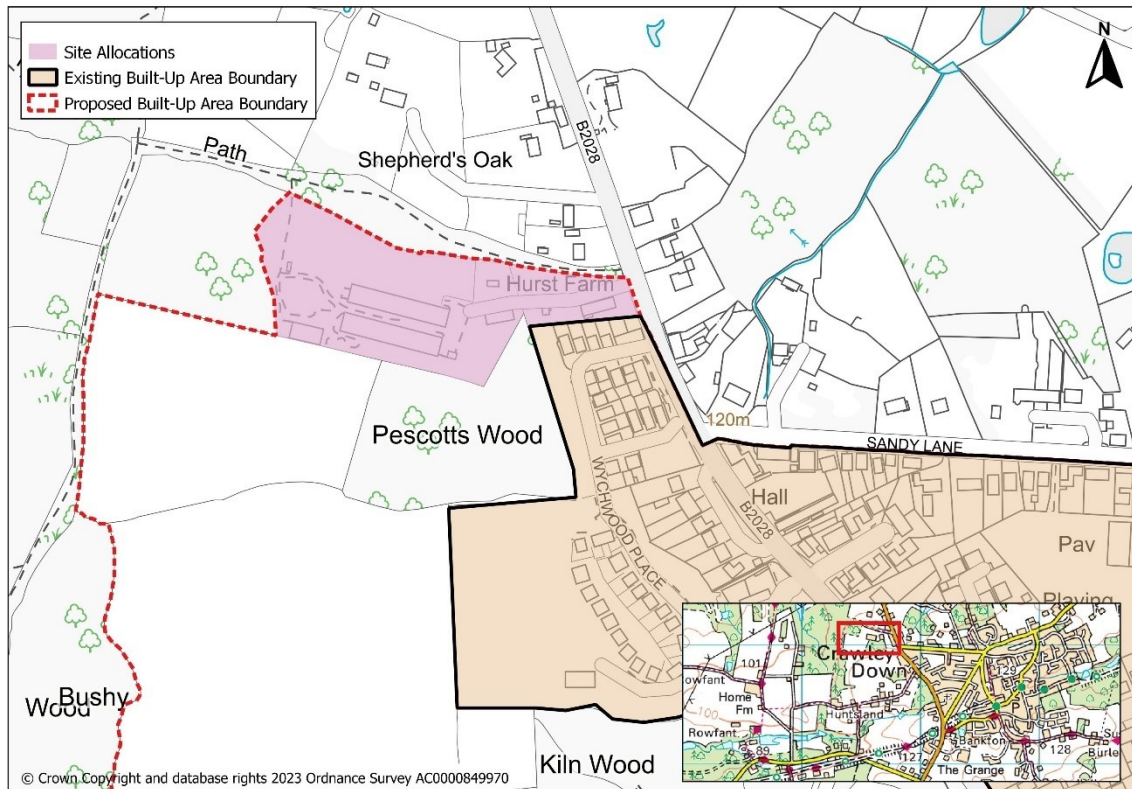 Site Allocations
Existing Built-Up Area Boundary
Proposed Built-Up Area Boundary
N
Path
Shepherd's Oak
B2028
Hurst Farm
Pescotts Wood
120m
SANDY LANE
WYCHWOOD PLACE
Hall
B2028
Pav
Playing
Bushy
Wood
Kiln Wood
101
Crawley
Down
129
owfant
Home
Fm
100
Huntsland
Rowfant
89
127
Bankton
128
Su
Burle
The Grange
© Crown Copyright and database rights 2023 Ordnance Survey AC0000849970